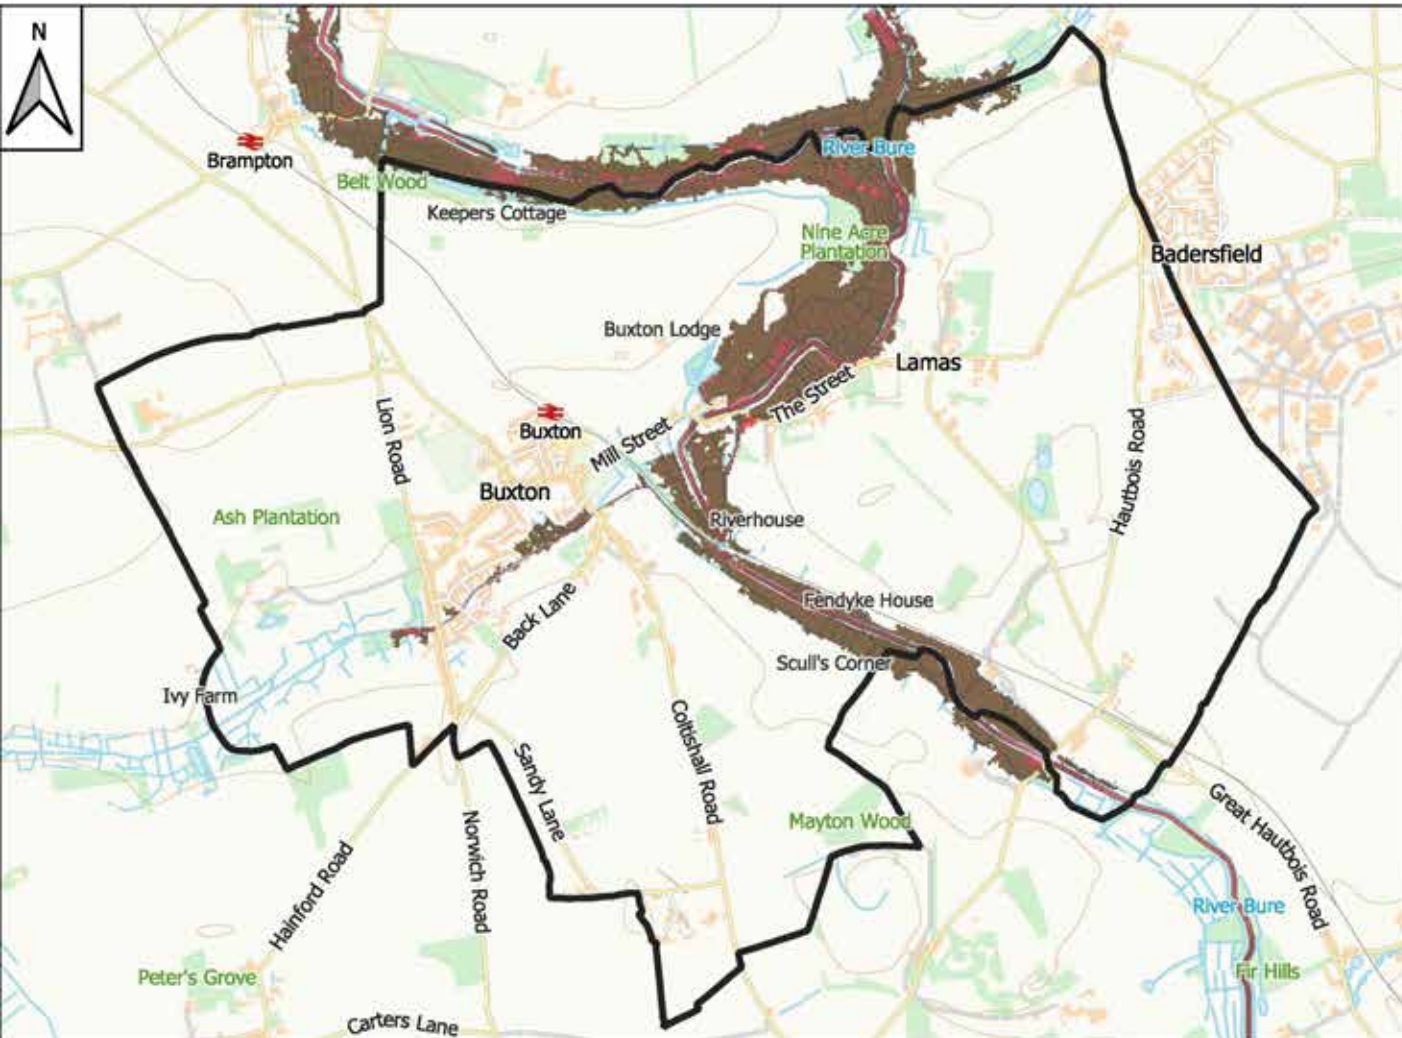 N
Brampton
River Bure
Belt Wood
Keepers Cottage
Nine Acre
Plantation
Badersfield
Buxton Lodge
Lamas
The Street
Lion Road
Buxton
Mill Street
Hautbois Road
Buxton
Ash Plantation
Riverhouse
Back Lane
Fendyke House
Scull's Corner
Ivy Farm
Coltishall Road
Sandy Lane
Mayton Wood
Great Hautbois Road
Norwich Road
Hainford Road
River Bure
Peter's Grove
Fir Hills
Carters Lane